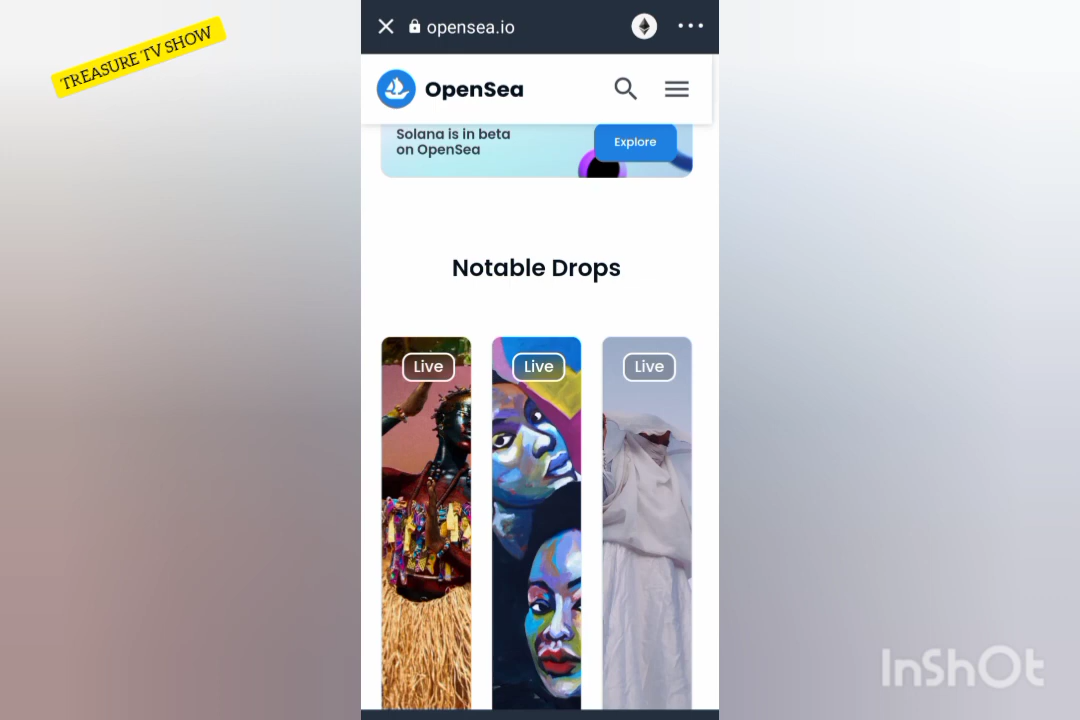 TREASURE TV SHOW
opensea.io
OpenSea
Solana is in beta
on OpenSea
Explore
Notable Drops
Live
Live
Live
InShOt